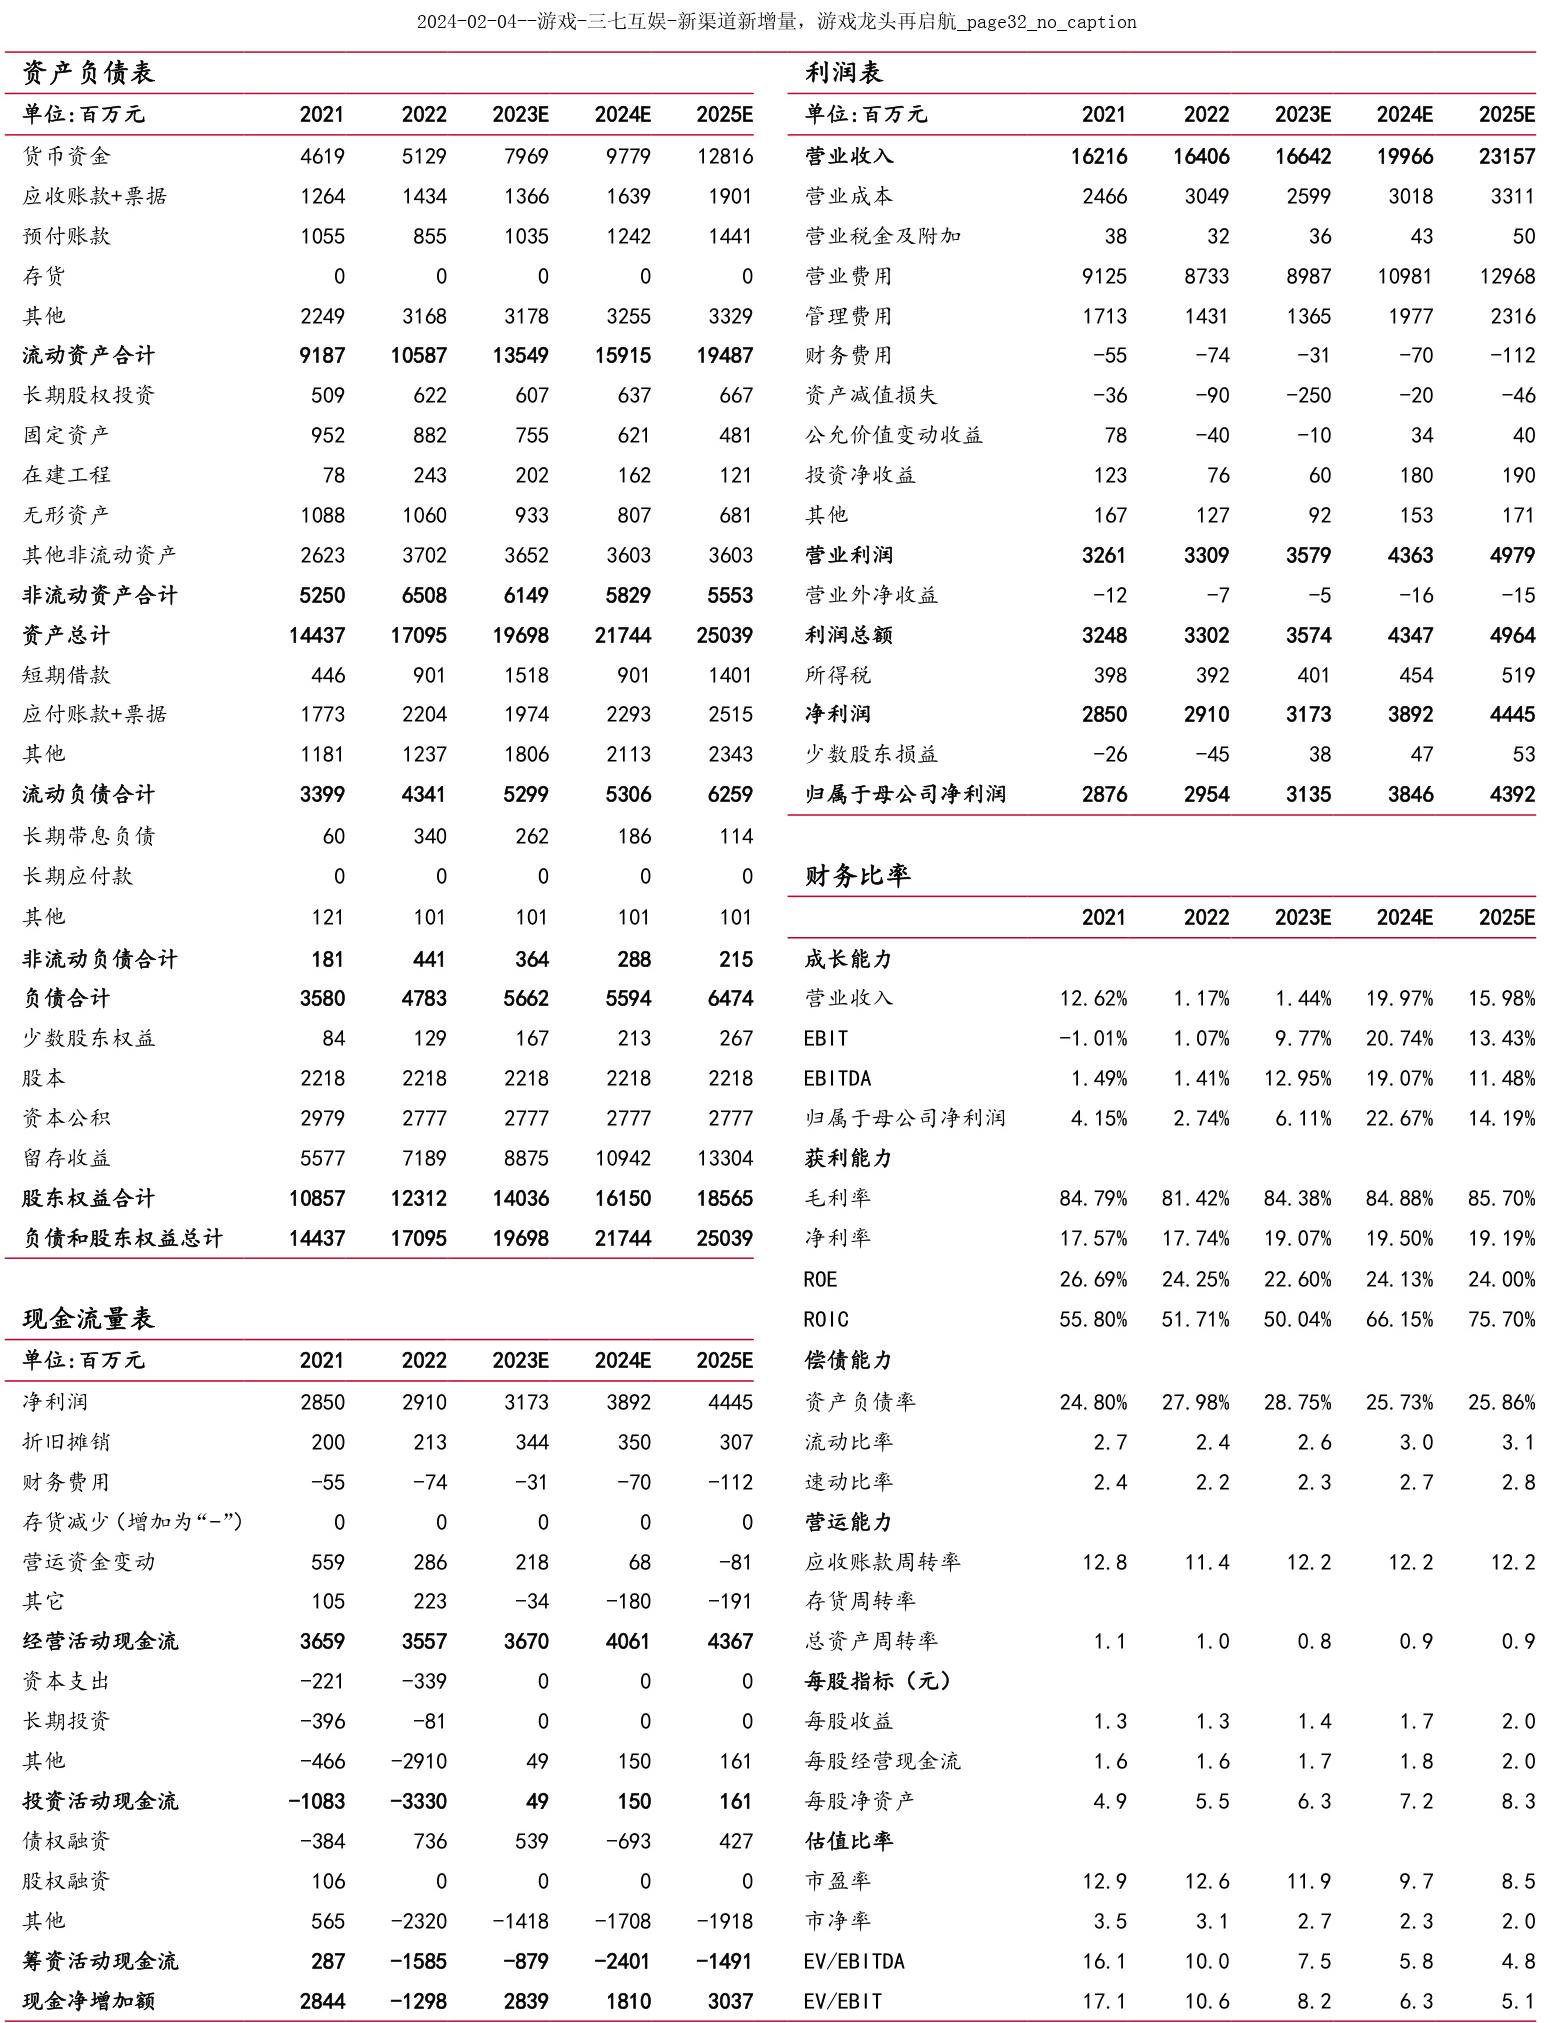 2024-02-04--游戏-三七互娱-新渠道新增量，游戏龙头再启航_page32_no_caption
资产负债表
单位:百万元 2021 2022 2023E 2024E 2025E
货币资金 4619 5129 7969 9779 12816
应收账款+票据 1264 1434 1366 1639 1901
预付账款 1055 855 1035 1242 1441
存货 0 0 0 0 0
其他 2249 3168 3178 3255 3329
流动资产合计 9187 10587 13549 15915 19487
长期股权投资 509 622 607 637 667
固定资产 952 882 755 621 481
在建工程 78 243 202 162 121
无形资产 1088 1060 933 807 681
其他非流动资产 2623 3702 3652 3603 3603
非流动资产合计 5250 6508 6149 5829 5553
资产总计 14437 17095 19698 21744 25039
短期借款 446 901 1518 901 1401
应付账款+票据 1773 2204 1974 2293 2515
其他 1181 1237 1806 2113 2343
流动负债合计 3399 4341 5299 5306 6259
长期带息负债 60 340 262 186 114
长期应付款 0 0 0 0 0
其他 121 101 101 101 101
非流动负债合计 181 441 364 288 215
负债合计 3580 4783 5662 5594 6474
少数股东权益 84 129 167 213 267
股本 2218 2218 2218 2218 2218
资本公积 2979 2777 2777 2777 2777
留存收益 5577 7189 8875 10942 13304
股东权益合计 10857 12312 14036 16150 18565
负债和股东权益总计 14437 17095 19698 21744 25039
现金流量表
单位:百万元 2021 2022 2023E 2024E 2025E
净利润 2850 2910 3173 3892 4445
折旧摊销 200 213 344 350 307
财务费用 -55 -74 -31 -70 -112
存货减少(增加为“-”) 0 0 0 0 0
营运资金变动 559 286 218 68 -81
其它 105 223 -34 -180 -191
经营活动现金流 3659 3557 3670 4061 4367
资本支出 -221 -339 0 0 0
长期投资 -396 -81 0 0 0
其他 -466 -2910 49 150 161
投资活动现金流 -1083 -3330 49 150 161
债权融资 -384 736 539 -693 427
股权融资 106 0 0 0 0
其他 565 -2320 -1418 -1708 -1918
筹资活动现金流 287 -1585 -879 -2401 -1491
现金净增加额 2844 -1298 2839 1810 3037
利润表
单位:百万元 2021 2022 2023E 2024E 2025E
营业收入 16216 16406 16642 19966 23157
营业成本 2466 3049 2599 3018 3311
营业税金及附加 38 32 36 43 50
营业费用 9125 8733 8987 10981 12968
管理费用 1713 1431 1365 1977 2316
财务费用 -55 -74 -31 -70 -112
资产减值损失 -36 -90 -250 -20 -46
公允价值变动收益 78 -40 -10 34 40
投资净收益 123 76 60 180 190
其他 167 127 92 153 171
营业利润 3261 3309 3579 4363 4979
营业外净收益 -12 -7 -5 -16 -15
利润总额 3248 3302 3574 4347 4964
所得税 398 392 401 454 519
净利润 2850 2910 3173 3892 4445
少数股东损益 -26 -45 38 47 53
归属于母公司净利润 2876 2954 3135 3846 4392
财务比率
2021 2022 2023E 2024E 2025E
成长能力
营业收入 12.62% 1.17% 1.44% 19.97% 15.98%
EBIT -1.01% 1.07% 9.77% 20.74% 13.43%
EBITDA 1.49% 1.41% 12.95% 19.07% 11.48%
归属于母公司净利润 4.15% 2.74% 6.11% 22.67% 14.19%
获利能力
毛利率 84.79% 81.42% 84.38% 84.88% 85.70%
净利率 17.57% 17.74% 19.07% 19.50% 19.19%
ROE 26.69% 24.25% 22.60% 24.13% 24.00%
ROIC 55.80% 51.71% 50.04% 66.15% 75.70%
偿债能力
资产负债率 24.80% 27.98% 28.75% 25.73% 25.86%
流动比率 2.7 2.4 2.6 3.0 3.1
速动比率 2.4 2.2 2.3 2.7 2.8
营运能力
应收账款周转率 12.8 11.4 12.2 12.2 12.2
存货周转率
总资产周转率 1.1 1.0 0.8 0.9 0.9
每股指标（元）
每股收益 1.3 1.3 1.4 1.7 2.0
每股经营现金流 1.6 1.6 1.7 1.8 2.0
每股净资产 4.9 5.5 6.3 7.2 8.3
估值比率
市盈率 12.9 12.6 11.9 9.7 8.5
市净率 3.5 3.1 2.7 2.3 2.0
EV/EBITDA 16.1 10.0 7.5 5.8 4.8
EV/EBIT 17.1 10.6 8.2 6.3 5.1